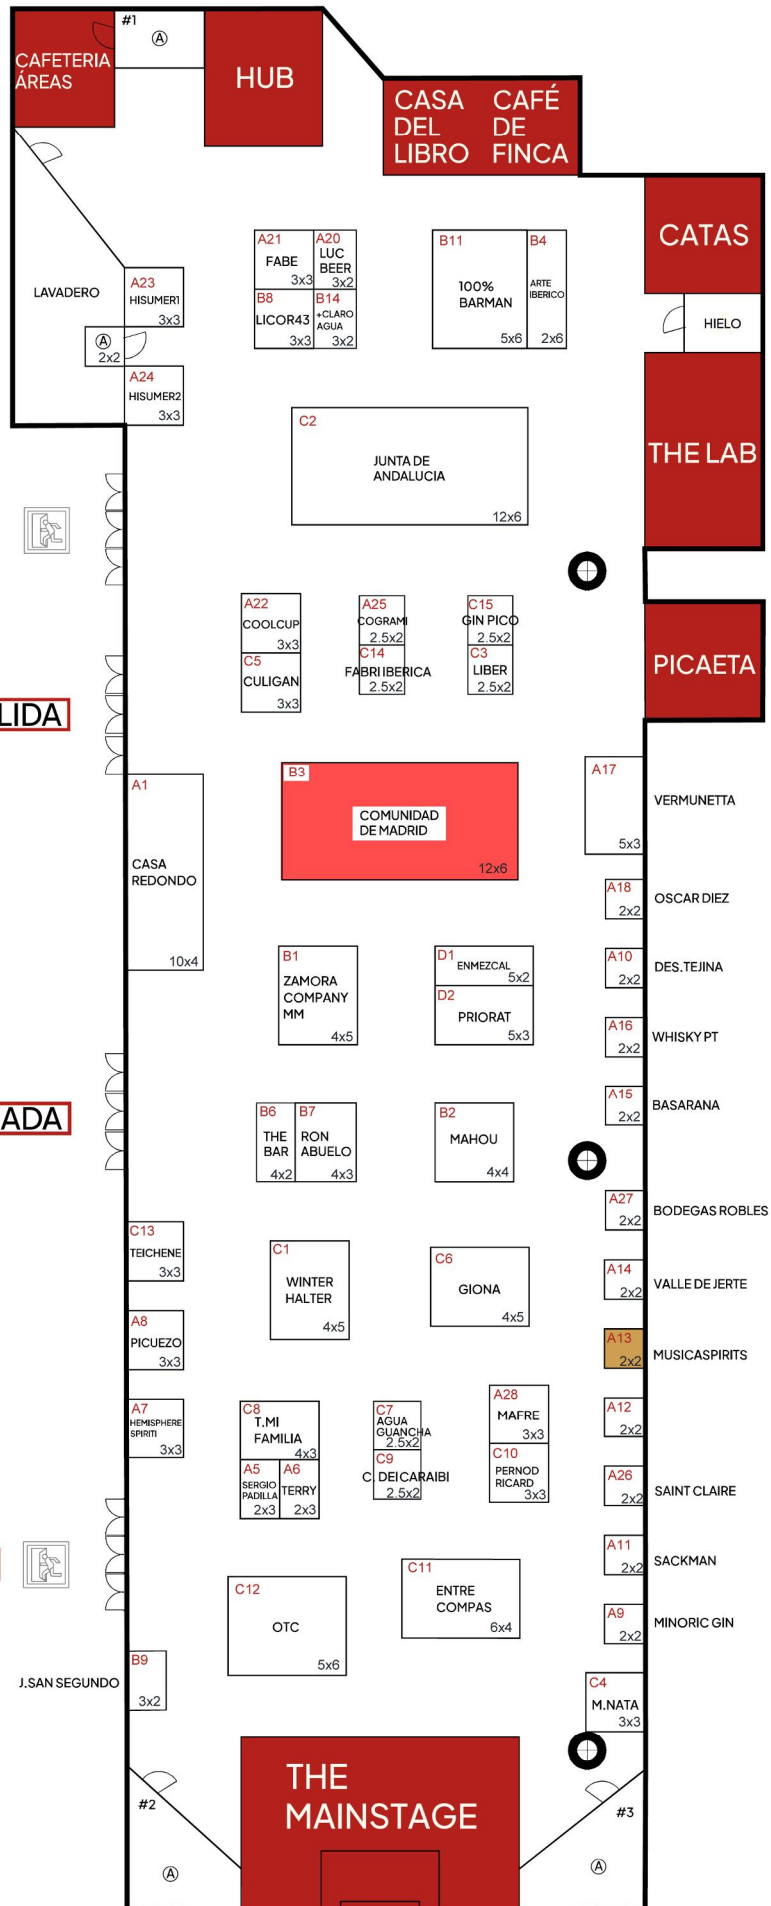 #1
A
CAFETERIA
ÁREAS
HUB
CASA
DEL
LIBRO
CAFÉ
DE
FINCA
CATAS
A21
FABE
3x3
A20
LUC
BEER
3x2
B8
LICOR43
3x3
B14
+CLARO
AGUA
3x2
B11
100%
BARMAN
5x6
B4
ARTE
IBERICO
2x6
LAVADERO
A23
HISUMER1
3x3
A
2x2
A24
HISUMER2
3x3
HIELO
THE LAB
C2
JUNTA DE
ANDALUCIA
12x6
A22
COOLCUP
3x3
C5
CULIGAN
3x3
A25
COGRAMI
2.5x2
C14
FABRI IBERICA
2.5x2
C15
GIN PICO
2.5x2
C3
LIBER
2.5x2
PICAETA
LIDA
B3
COMUNIDAD
DE MADRID
12x6
A1
CASA
REDONDO
10x4
A17
5x3
VERMUNETTA
A18
2x2
OSCAR DIEZ
B1
ZAMORA
COMPANY
MM
4x5
D1
ENMEZCAL
5x2
D2
PRIORAT
5x3
A10
2x2
DES.TEJINA
A16
2x2
WHISKY PT
A15
2x2
BASARANA
ADA
B6
THE
BAR
4x2
B7
RON
ABUELO
4x3
B2
MAHOU
4x4
A27
2x2
BODEGAS ROBLES
C13
TEICHENE
3x3
C1
WINTER
HALTER
4x5
C6
GIONA
4x5
A14
2x2
VALLE DE JERTE
A8
PICUEZO
3x3
A13
2x2
MUSICASPIRITS
A7
HEMISPHERE
SPIRITI
3x3
C8
T.MI
FAMILIA
4x3
A5
SERGIO
PADILLA
2x3
A6
TERRY
2x3
C7
AGUA
GUANCHA
2.5x2
C9
C. DEI CARAIBI
2.5x2
A28
MAFRE
3x3
C10
PERNOD
RICARD
3x3
A12
2x2
A26
2x2
SAINT CLAIRE
A11
2x2
SACKMAN
C12
OTC
5x6
C11
ENTRE
COMPAS
6x4
A9
2x2
MINORIC GIN
J.SAN SEGUNDO
B9
3x2
C4
M.NATA
3x3
THE
MAINSTAGE
#2
A
#3
A